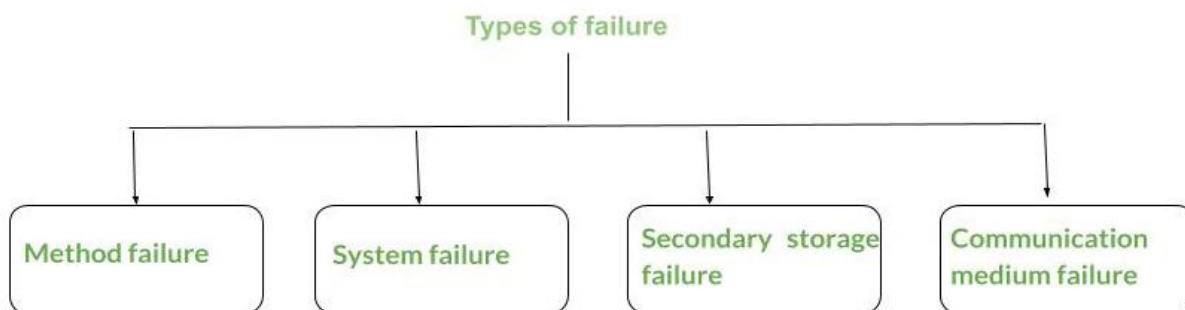 Types of failure
Method failure
System failure
Secondary storage
failure
Communication
medium failure